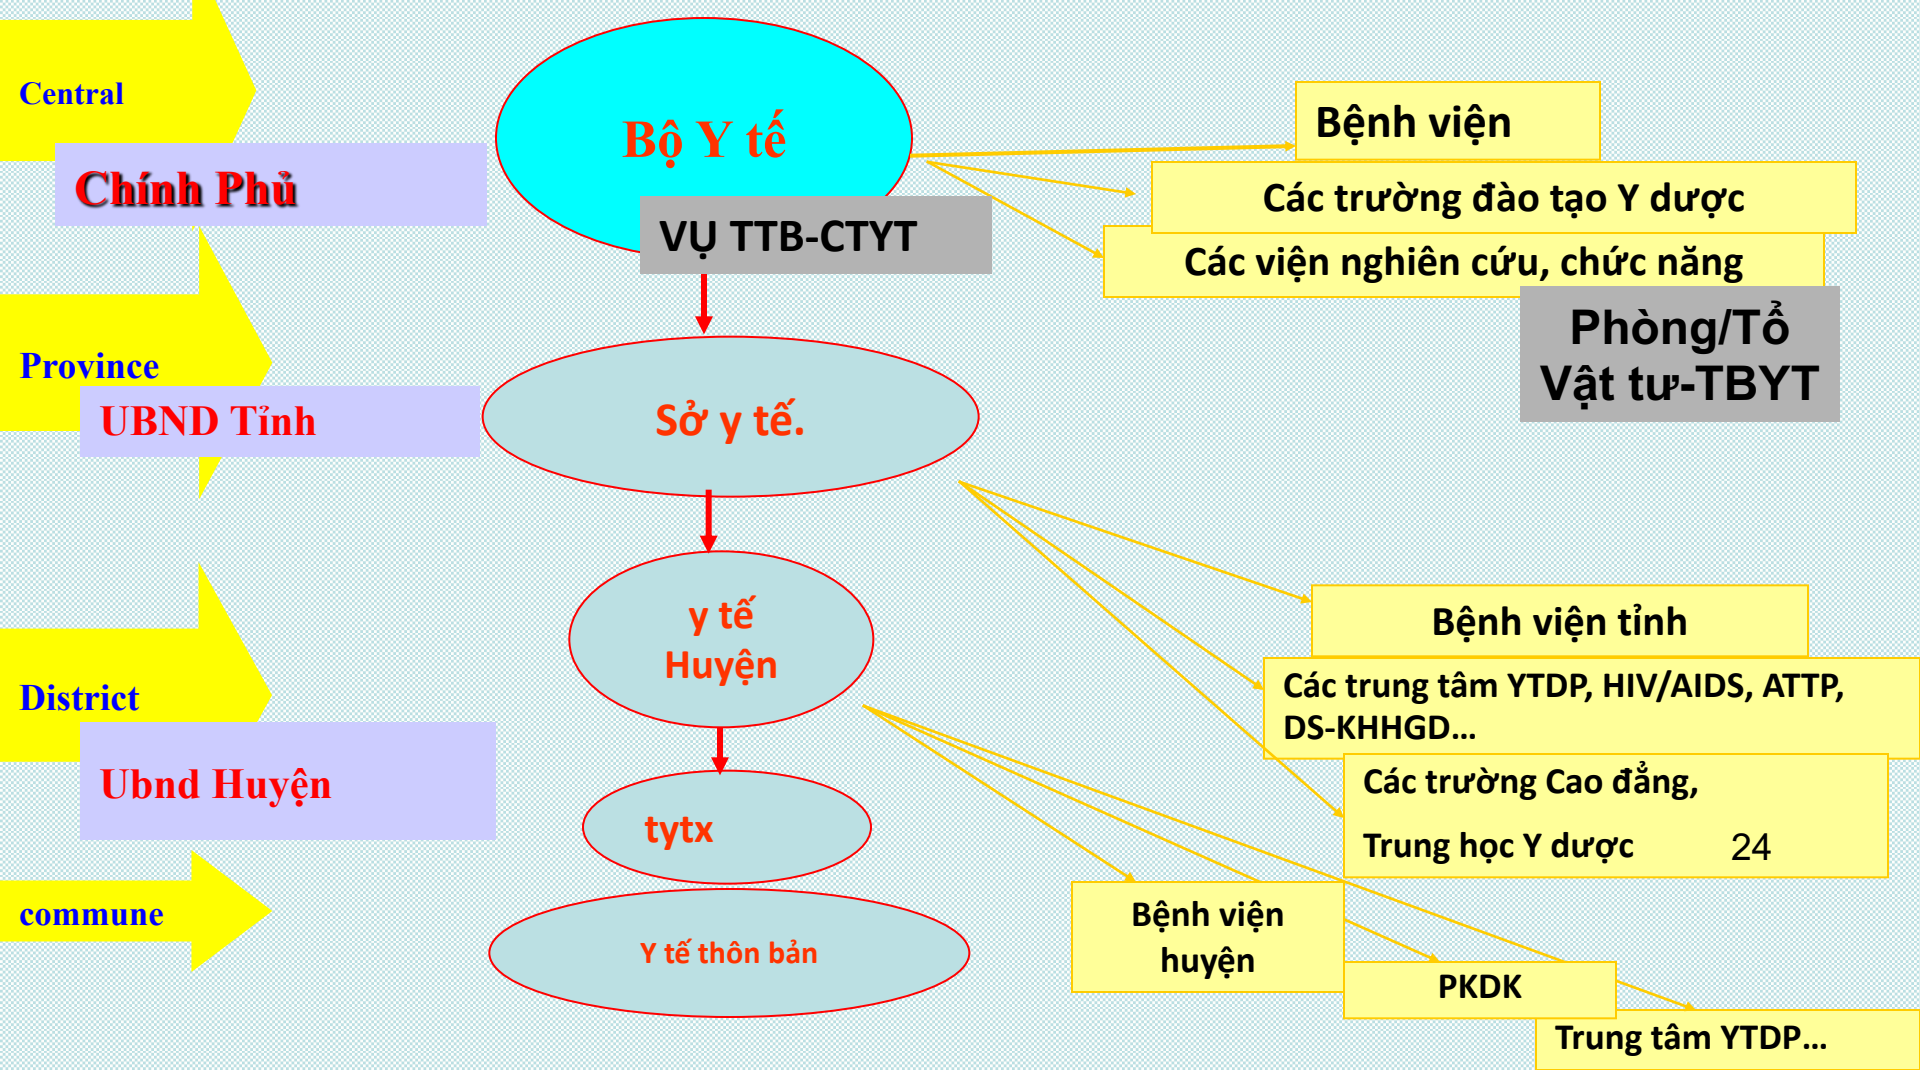 Central
Chính Phủ
Bộ Y tế
VỤ TTB-CTYT
Bệnh viện
Các trường đào tạo Y dược
Các viện nghiên cứu, chức năng
Phòng/Tổ
Vật tư-TBYT
Province
UBND Tỉnh
Sở y tế.
District
Ubnd Huyện
y tế
Huyện
Bệnh viện tỉnh
Các trung tâm YTDP, HIV/AIDS, ATTP,
DS-KHHGD...
Các trường Cao đẳng,
Trung học Y dược 24
tytx
commune
Y tế thôn bản
Bệnh viện
huyện
PKDK
Trung tâm YTDP...